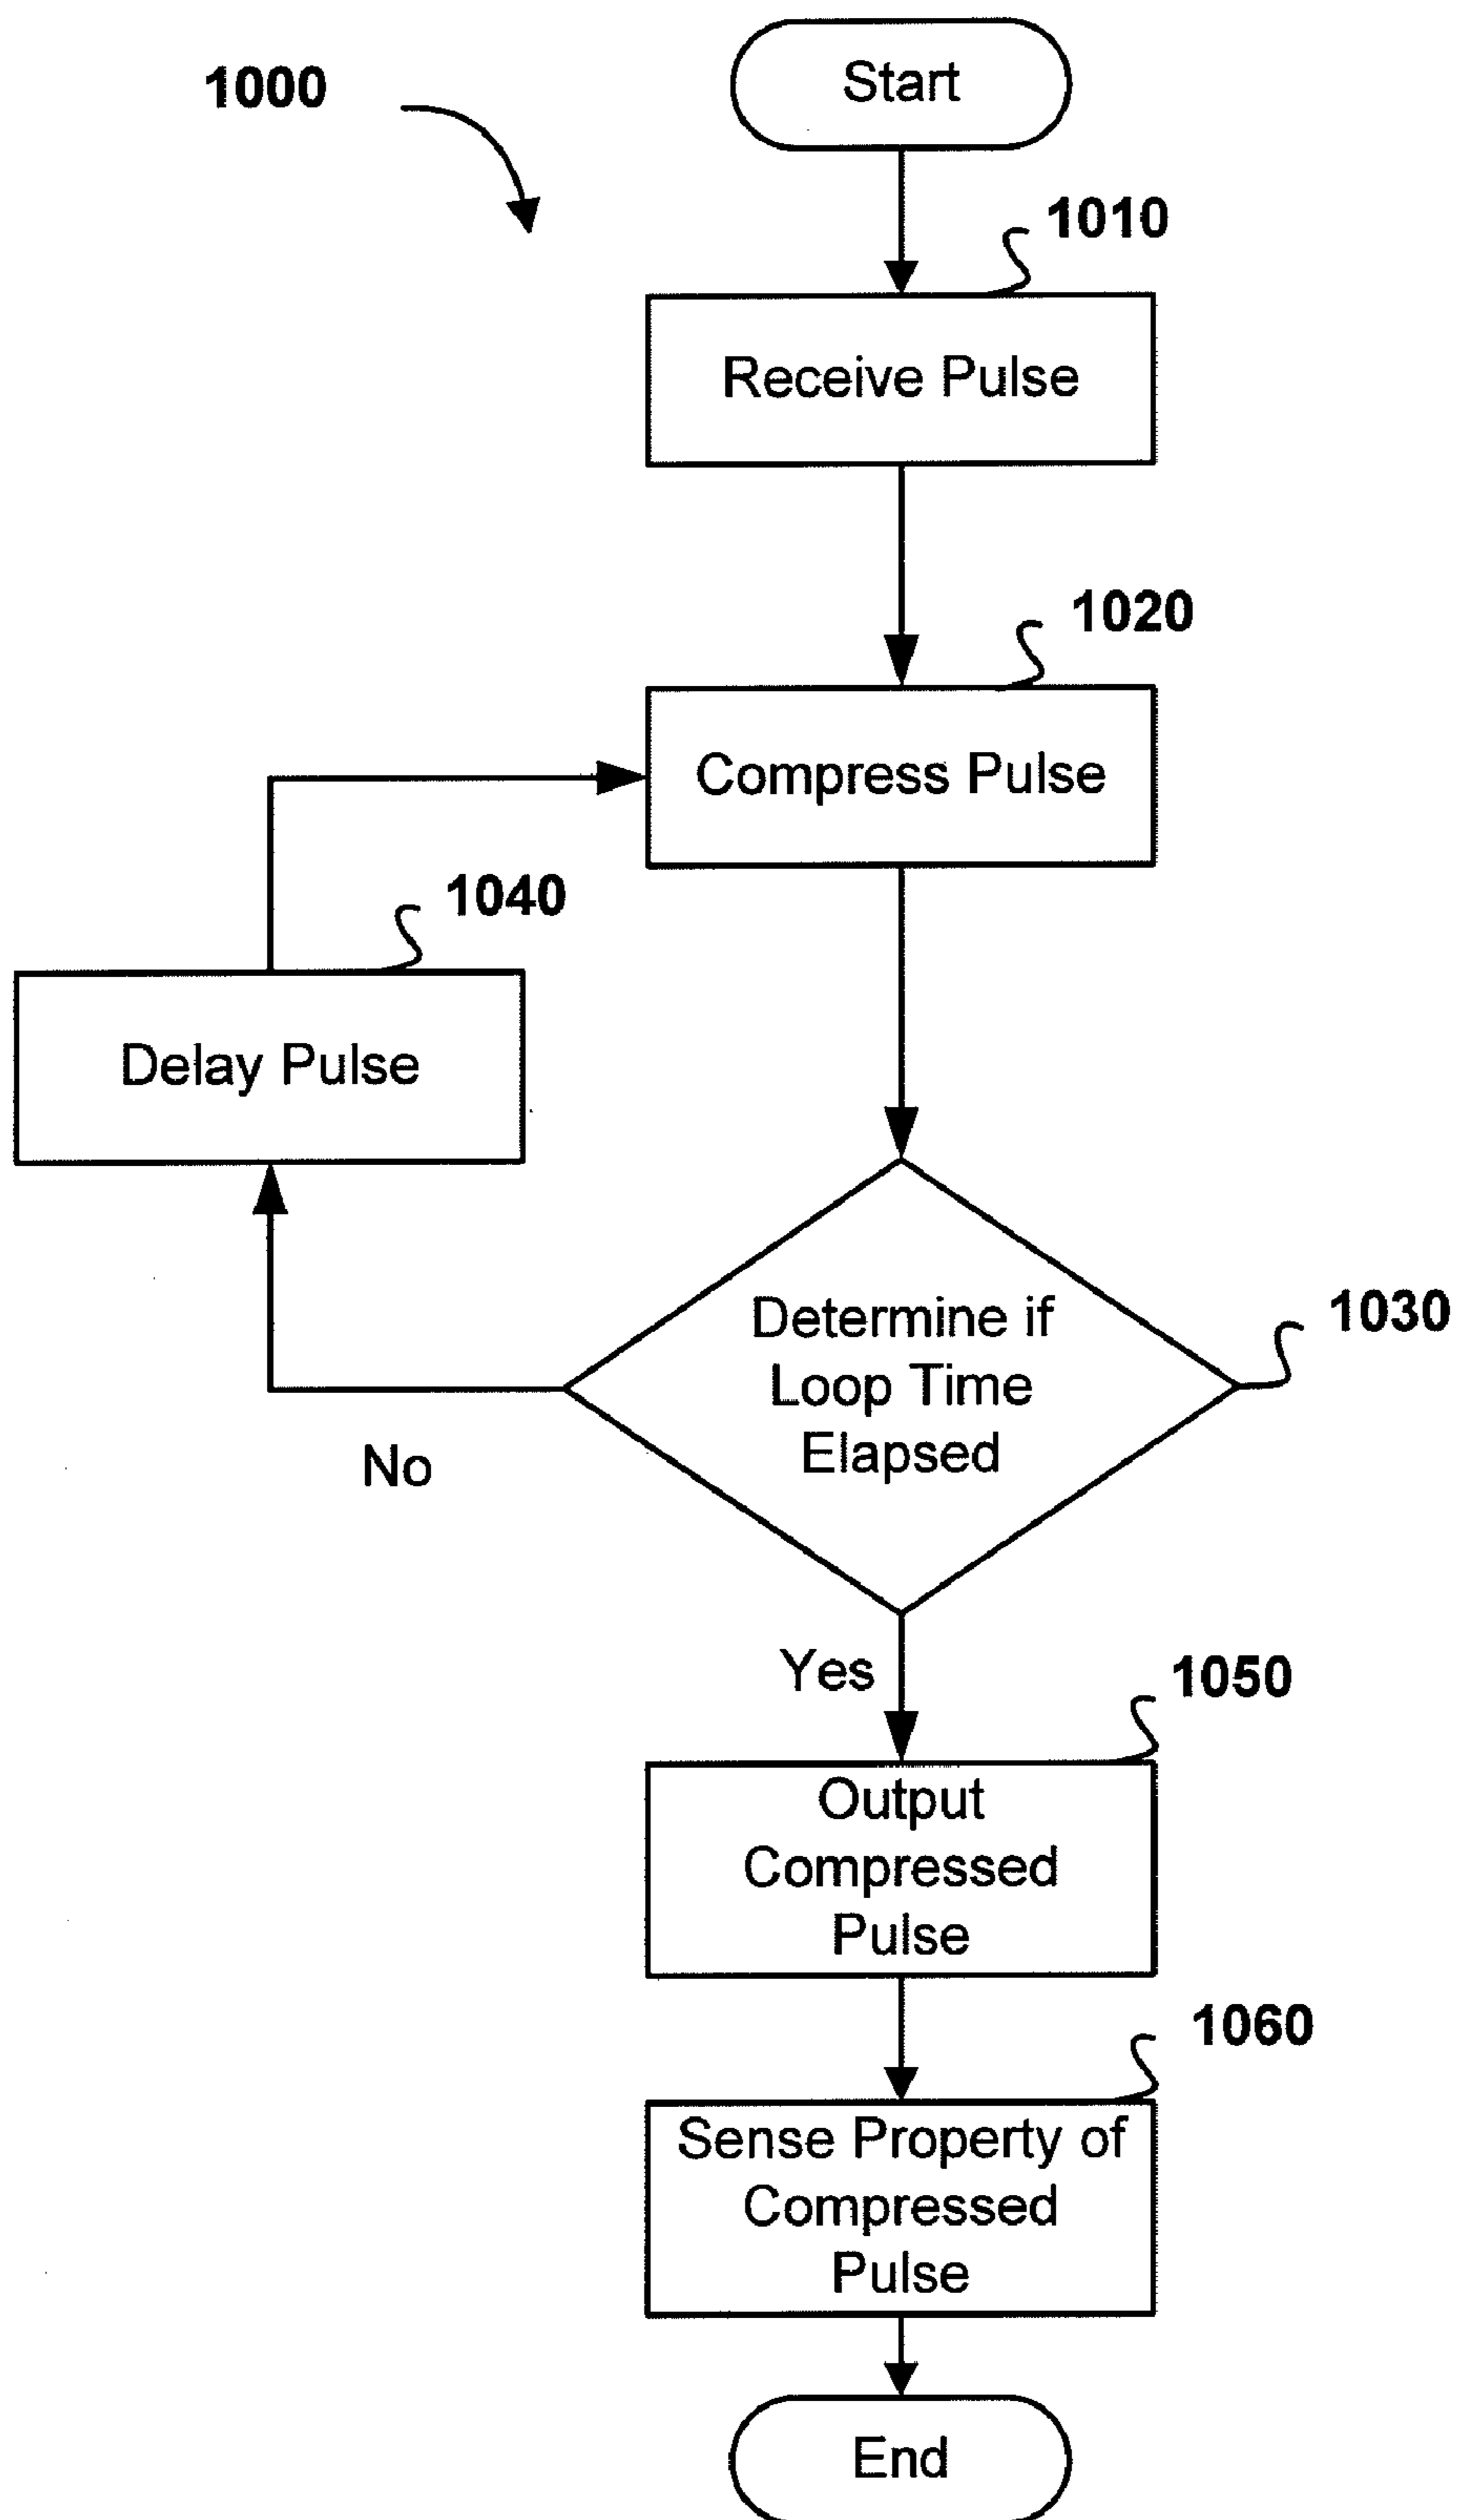 Start
1000
1010
Receive Pulse
1020
Compress Pulse
1040
Delay Pulse
Determine if
Loop Time
Elapsed
1030
No
Yes
1050
Output
Compressed
Pulse
1060
Sense Property of
Compressed
Pulse
End